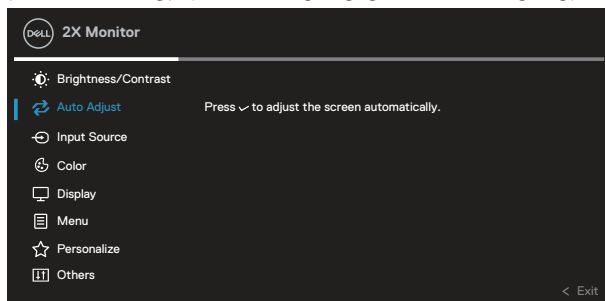 DELL 2X Monitor
Brightness/Contrast
Auto Adjust Press ✓ to adjust the screen automatically.
Input Source
Color
Display
Menu
Personalize
Others
< Exit